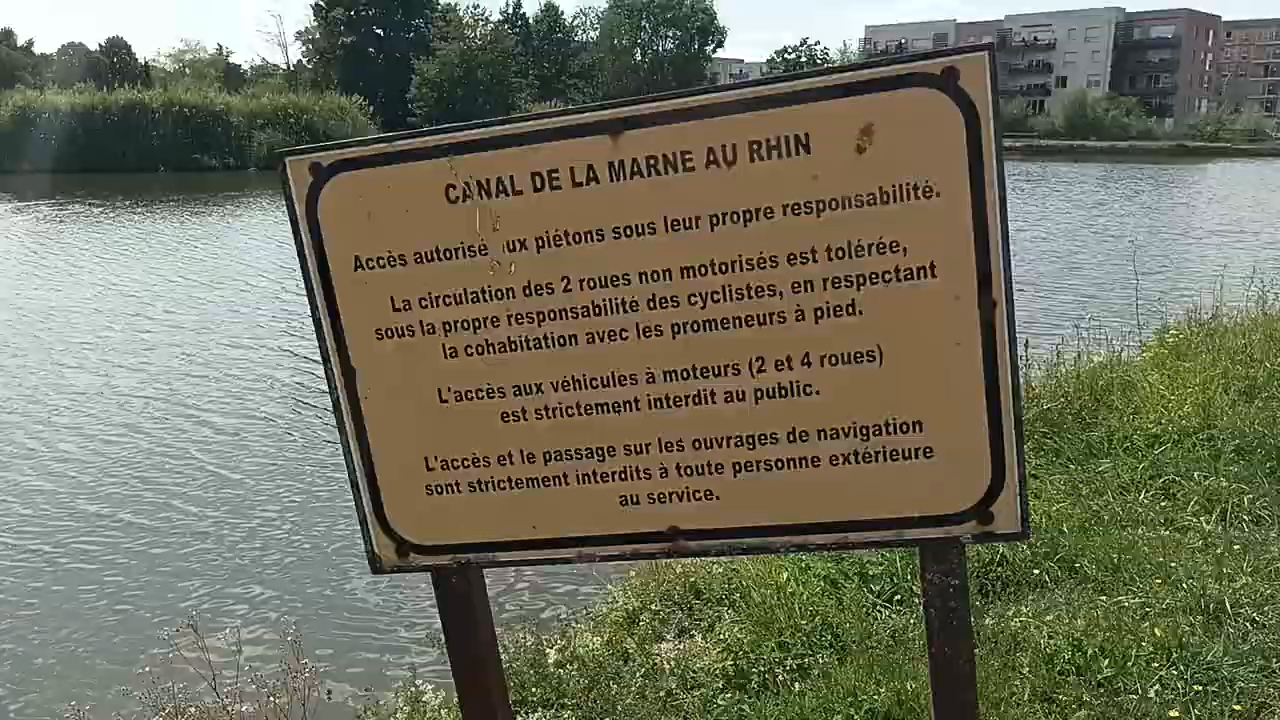 CANAL DE LA MARNE AU RHIN
Accès autorisé aux piétons sous leur propre responsabilité.
La circulation des 2 roues non motorisés est tolérée,
sous la propre responsabilité des cyclistes, en respectant
la cohabitation avec les promeneurs à pied.
L'accès aux véhicules à moteurs (2 et 4 roues)
est strictement interdit au public.
L'accès et le passage sur les ouvrages de navigation
sont strictement interdits à toute personne extérieure
au service.